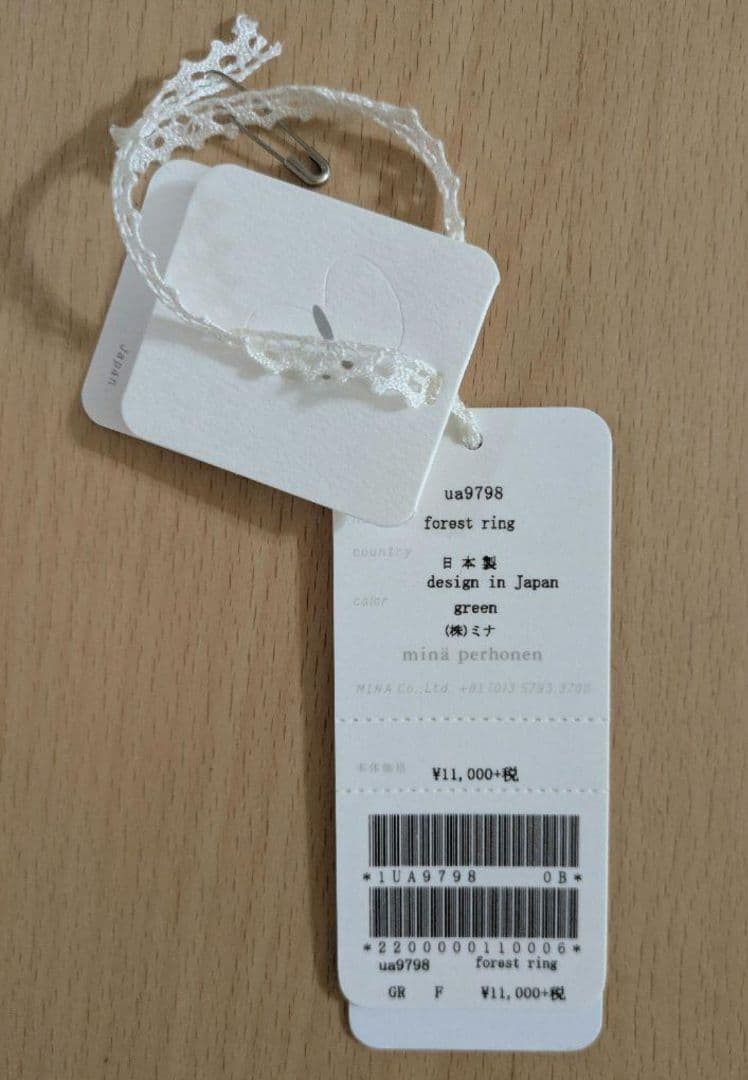 Japan.
ua9798
forest ring
country
日本製
design in Japan
color
green
(株)ミナ
minä perhonen
MINA Co.,Ltd. +81 (0)3 5793 3700
本体価格 ¥11,000+税
*1UA9798 0B*
*2200000110006*
ua9798 forest ring
GR F ¥11,000+税